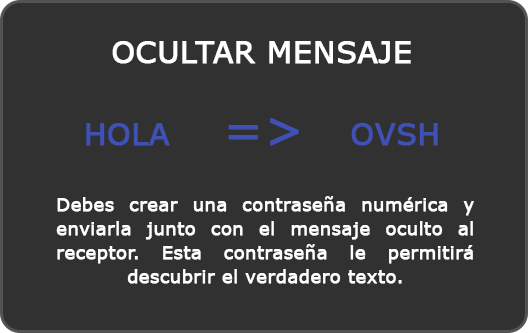 OCULTAR MENSAJE
HOLA => OVSH
Debes crear una contraseña numérica y
enviarla junto con el mensaje oculto al
receptor. Esta contraseña le permitirá
descubrir el verdadero texto.